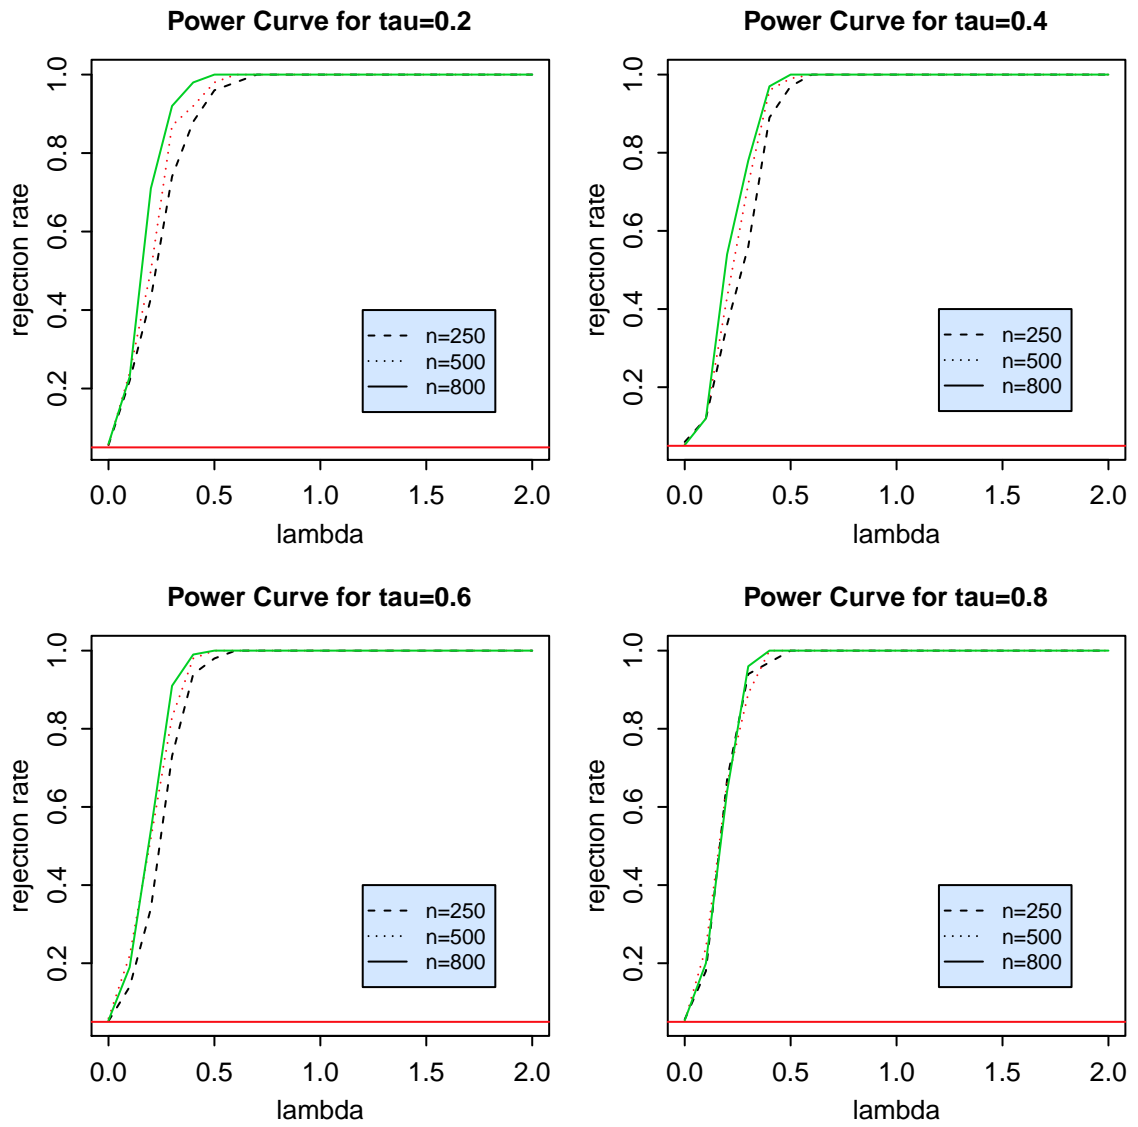 Power Curve for tau=0.2
rejection rate
1.0
0.8
0.6
0.4
0.2
n=250
n=500
n=800
0.0 0.5 1.0 1.5 2.0
lambda
Power Curve for tau=0.4
rejection rate
1.0
0.8
0.6
0.4
0.2
n=250
n=500
n=800
0.0 0.5 1.0 1.5 2.0
lambda
Power Curve for tau=0.6
rejection rate
1.0
0.8
0.6
0.4
0.2
n=250
n=500
n=800
0.0 0.5 1.0 1.5 2.0
lambda
Power Curve for tau=0.8
rejection rate
1.0
0.8
0.6
0.4
0.2
n=250
n=500
n=800
0.0 0.5 1.0 1.5 2.0
lambda